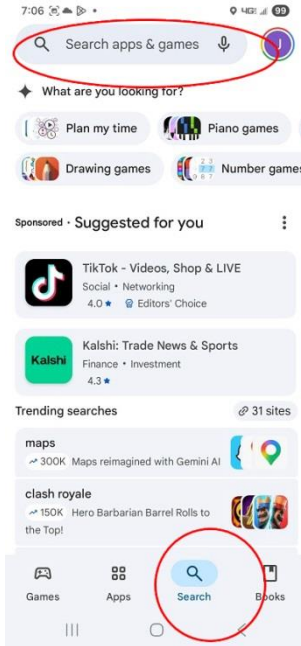 7:06
4G
99
Search apps & games
J
What are you looking for?
Plan my time
Piano games
Drawing games
Number games
Sponsored • Suggested for you
TikTok - Videos, Shop & LIVE
Social • Networking
4.0 ★ Editors' Choice
Kalshi
Kalshi: Trade News & Sports
Finance • Investment
4.3 ★
Trending searches
31 sites
maps
300K Maps reimagined with Gemini AI
clash royale
150K Hero Barbarian Barrel Rolls to
the Top!
Games
Apps
Search
Books